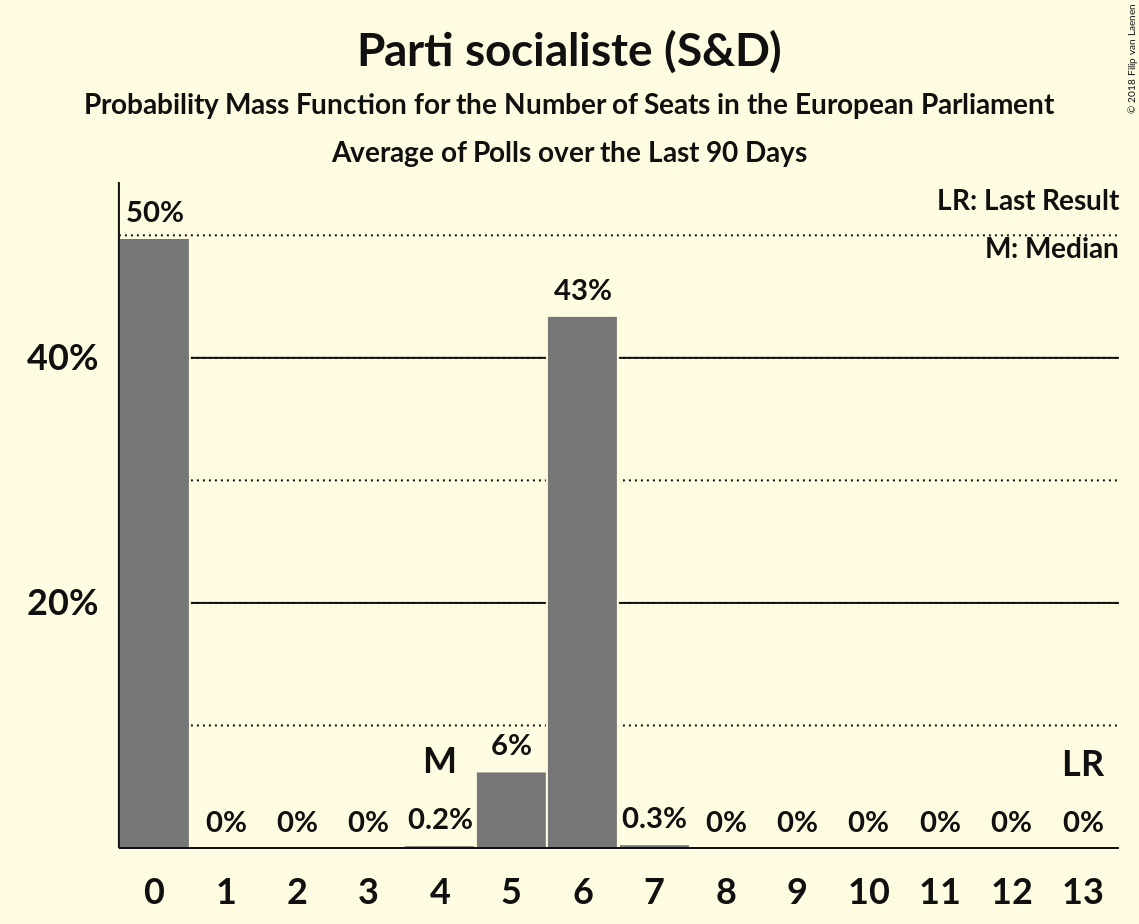 Parti socialiste (S&D)
Probability Mass Function for the Number of Seats in the European Parliament
Average of Polls over the Last 90 Days
© 2018 Filip van Laenen
LR: Last Result
M: Median
50%
43%
40%
20%
M
6%
LR
0%
0%
0%
0.2%
0.3%
0%
0%
0%
0%
0%
0%
0 1 2 3 4 5 6 7 8 9 10 11 12 13